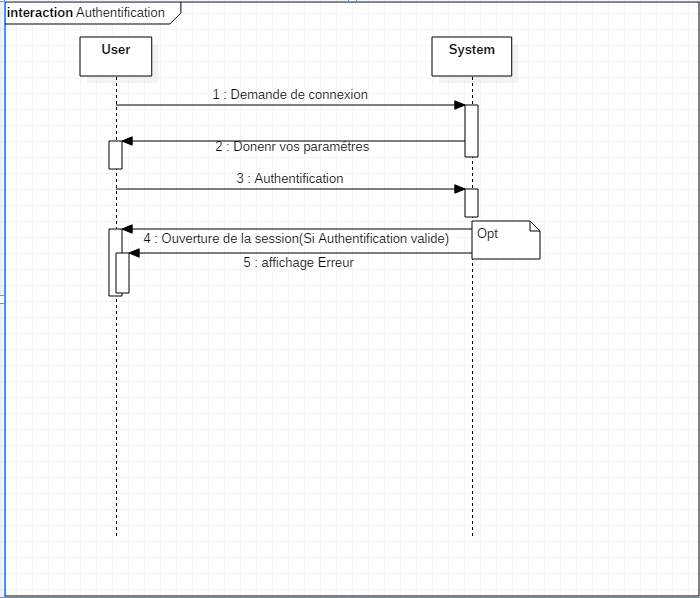 interaction Authentification
User
System
1 : Demande de connexion
2 : Donenr vos paramétres
3 : Authentification
4 : Ouverture de la session(Si Authentification valide)
Opt
5 : affichage Erreur